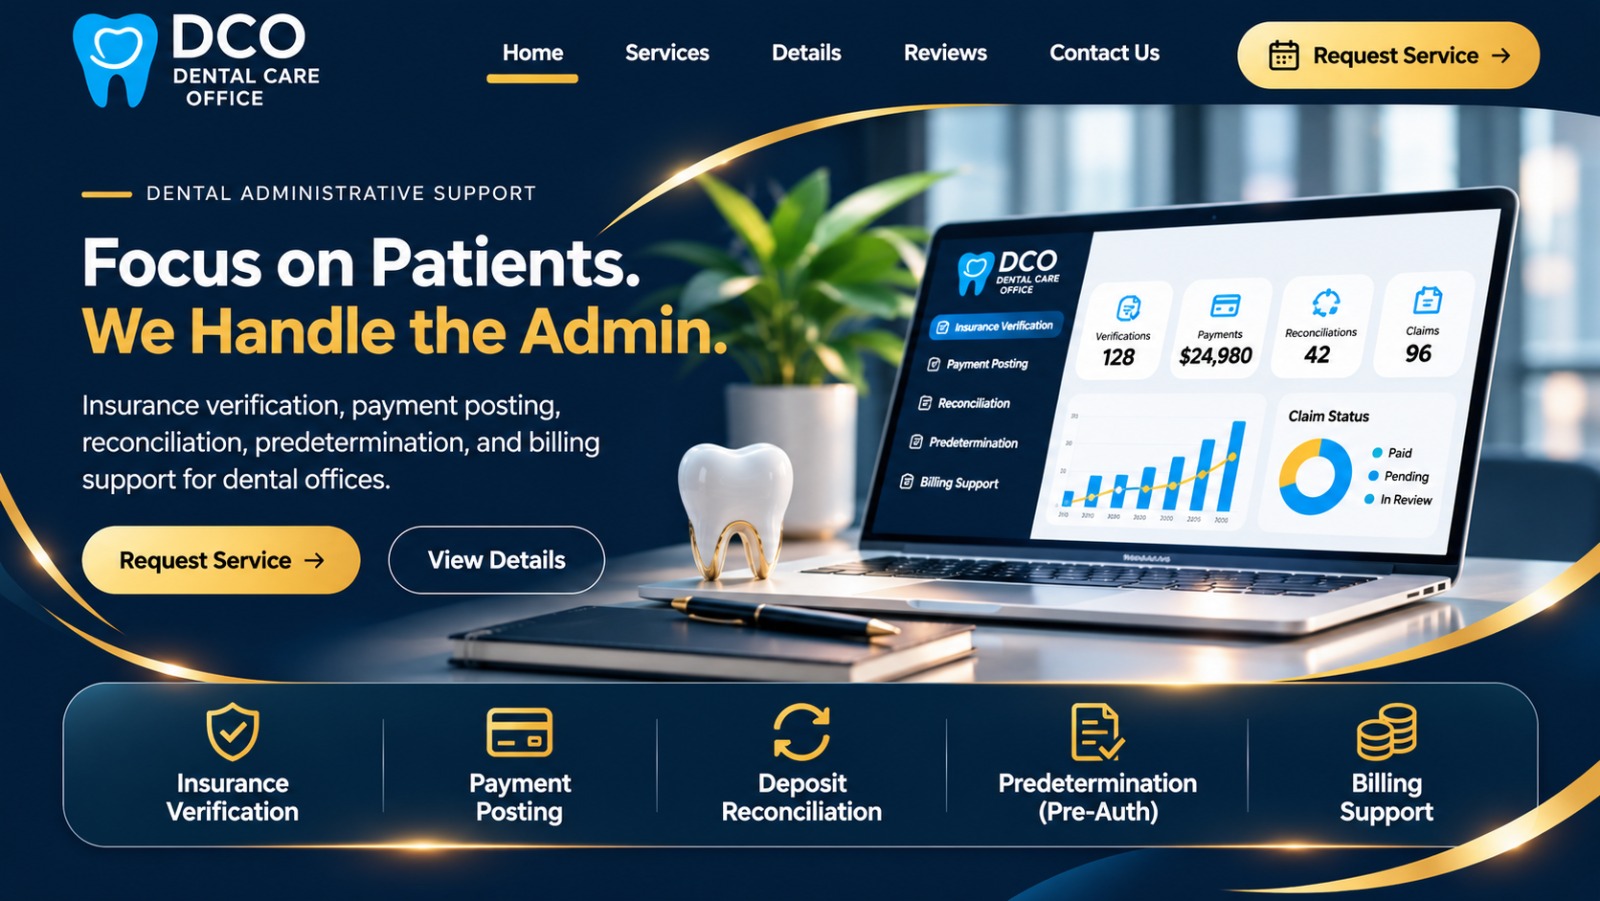 DCO
DENTAL CARE
OFFICE
Home
Services
Details
Reviews
Contact Us
Request Service
DENTAL ADMINISTRATIVE SUPPORT
Focus on Patients.
We Handle the Admin.
Insurance verification, payment posting,
reconciliation, predetermination, and billing
support for dental offices.
Request Service
View Details
DCO
DENTAL CARE
OFFICE
Insurance Verification
Payment Posting
Reconciliation
Predetermination
Billing Support
Verifications
128
Payments
$24,980
Reconciliations
42
Claims
96
Claim Status
Paid
Pending
In Review
Insurance
Verification
Payment
Posting
Deposit
Reconciliation
Predetermination
(Pre-Auth)
Billing
Support